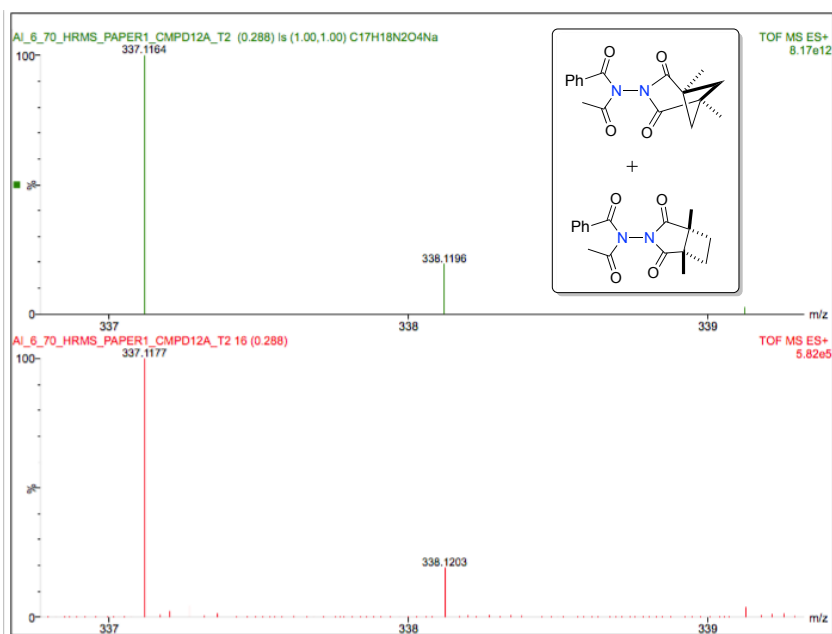 AI_6_70_HRMS_PAPER1_CMPD12A_T2 (0.288) Is (1.00,1.00) C17H18N2O4Na
TOF MS ES+
8.17e12
337.1164
100
%
338.1196
0
337
338
339
m/z
O
O
Ph
N
N
O
O
+
O
O
Ph
N
N
O
O
AI_6_70_HRMS_PAPER1_CMPD12A_T2 16 (0.288)
TOF MS ES+
5.82e5
337.1177
100
%
338.1203
0
337
338
339
m/z